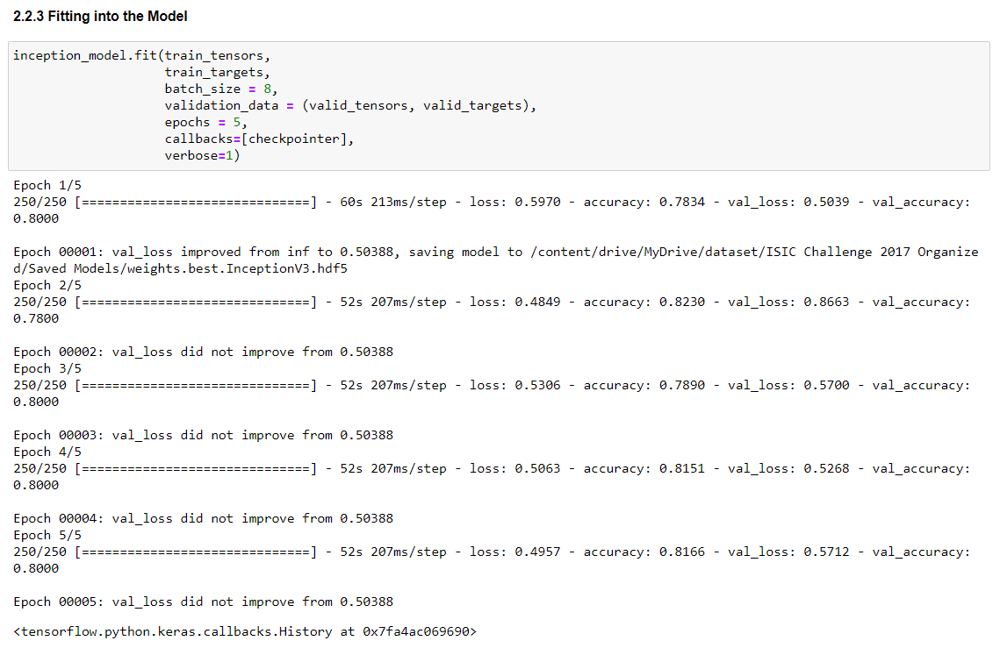 2.2.3 Fitting into the Model
inception_model.fit(train_tensors,
train_targets,
batch_size = 8,
validation_data = (valid_tensors, valid_targets),
epochs = 5,
callbacks=[checkpointer],
verbose=1)
Epoch 1/5
250/250 [==============================] - 60s 213ms/step - loss: 0.5970 - accuracy: 0.7834 - val_loss: 0.5039 - val_accuracy:
0.8000
Epoch 00001: val_loss improved from inf to 0.50388, saving model to /content/drive/MyDrive/dataset/ISIC Challenge 2017 Organize
d/Saved Models/weights.best.InceptionV3.hdf5
Epoch 2/5
250/250 [==============================] - 52s 207ms/step - loss: 0.4849 - accuracy: 0.8230 - val_loss: 0.8663 - val_accuracy:
0.7800
Epoch 00002: val_loss did not improve from 0.50388
Epoch 3/5
250/250 [==============================] - 52s 207ms/step - loss: 0.5306 - accuracy: 0.7890 - val_loss: 0.5700 - val_accuracy:
0.8000
Epoch 00003: val_loss did not improve from 0.50388
Epoch 4/5
250/250 [==============================] - 52s 207ms/step - loss: 0.5063 - accuracy: 0.8151 - val_loss: 0.5268 - val_accuracy:
0.8000
Epoch 00004: val_loss did not improve from 0.50388
Epoch 5/5
250/250 [==============================] - 52s 207ms/step - loss: 0.4957 - accuracy: 0.8166 - val_loss: 0.5712 - val_accuracy:
0.8000
Epoch 00005: val_loss did not improve from 0.50388
<tensorflow.python.keras.callbacks.History at 0x7fa4ac069690>